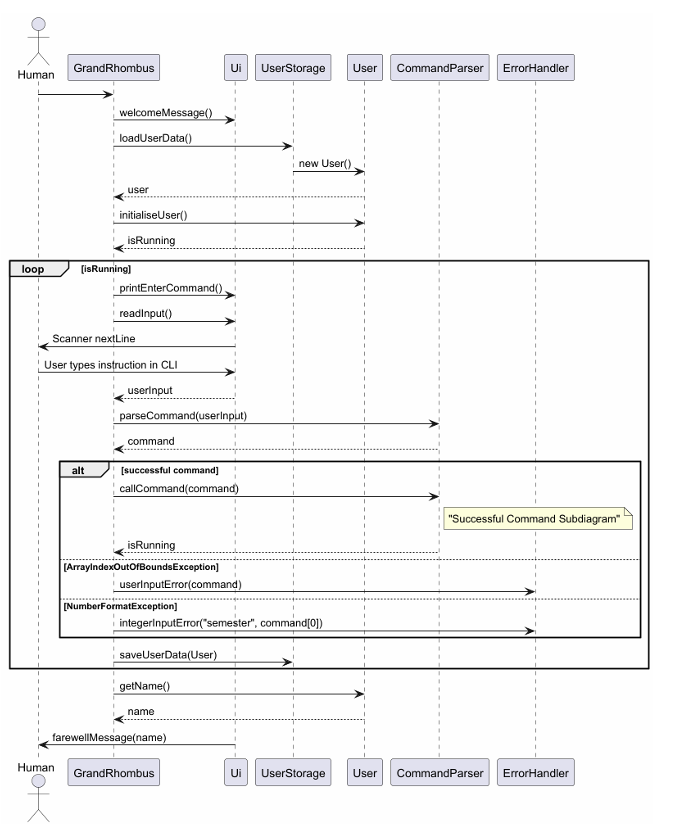 Human
GrandRhombus
Ui
UserStorage
User
CommandParser
ErrorHandler
welcomeMessage()
loadUserData()
new User()
user
initialiseUser()
isRunning
loop [isRunning]
printEnterCommand()
readInput()
Scanner nextLine
User types instruction in CLI
userInput
parseCommand(userInput)
command
alt [successful command]
callCommand(command)
"Successful Command Subdiagram"
isRunning
[ArrayIndexOutOfBoundsException]
userInputError(command)
[NumberFormatException]
integerInputError("semester", command[0])
saveUserData(User)
getName()
name
farewellMessage(name)
Human
GrandRhombus
Ui
UserStorage
User
CommandParser
ErrorHandler